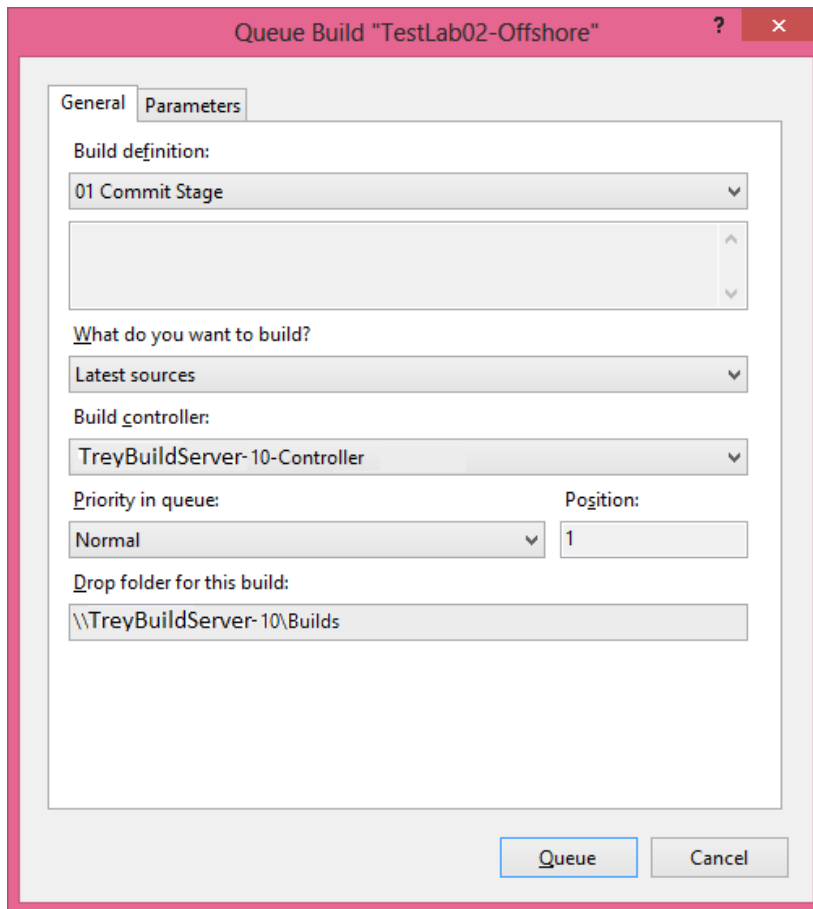 Queue Build "TestLab02-Offshore"
?
General Parameters
Build definition:
01 Commit Stage
What do you want to build?
Latest sources
Build controller:
TreyBuildServer-10-Controller
Priority in queue: Position:
Normal 1
Drop folder for this build:
\\TreyBuildServer-10\Builds
Queue Cancel